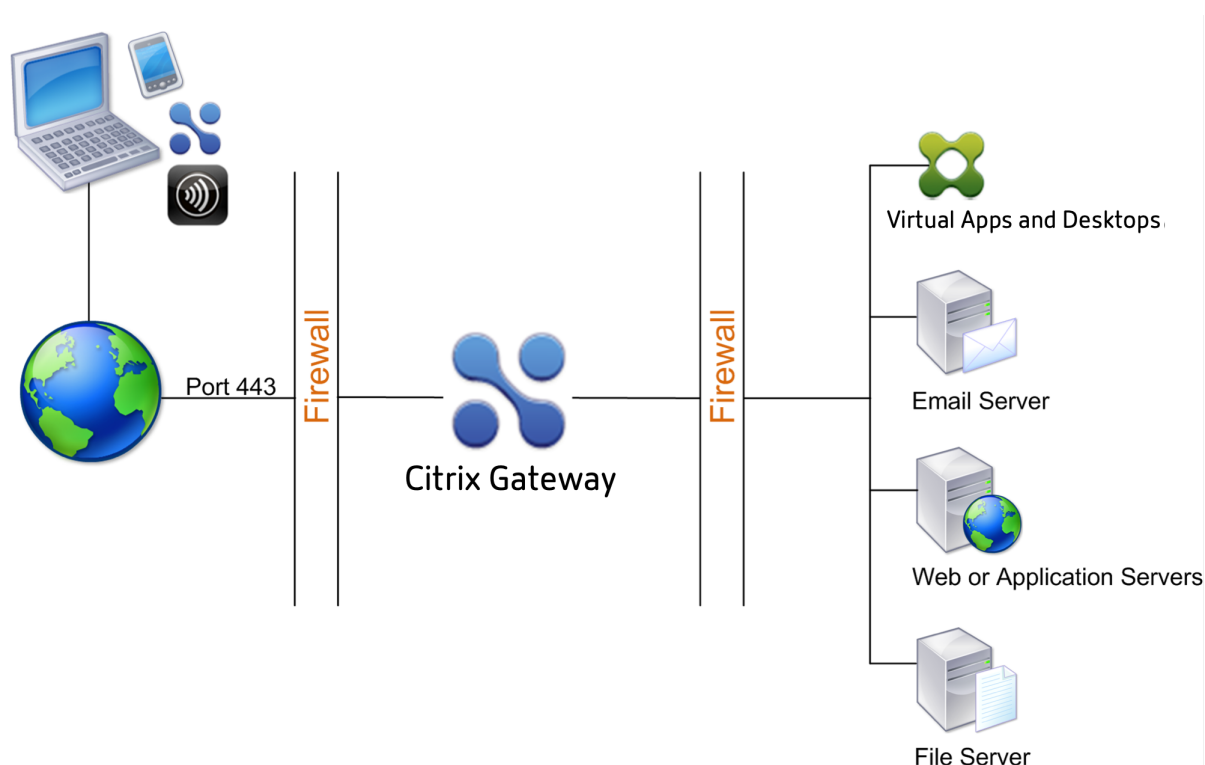 Port 443
Firewall
Citrix Gateway
Firewall
Virtual Apps and Desktops
Email Server
Web or Application Servers
File Server